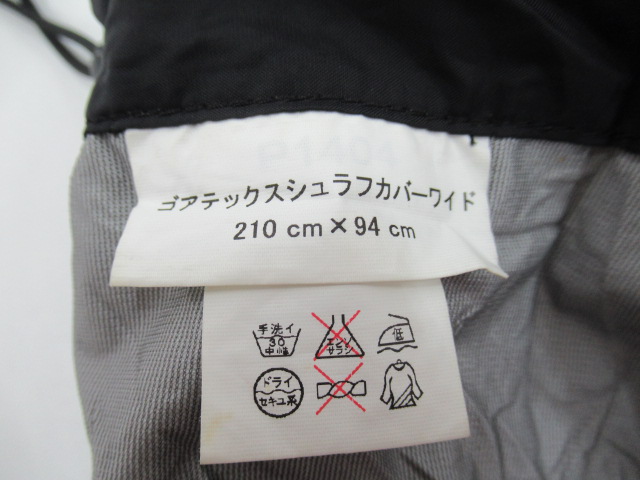 ゴアテックスシュラフカバーワイド
210 cm × 94 cm
手洗イ
30
中性
エンソ
サラシ
低
ドライ
セキユ系